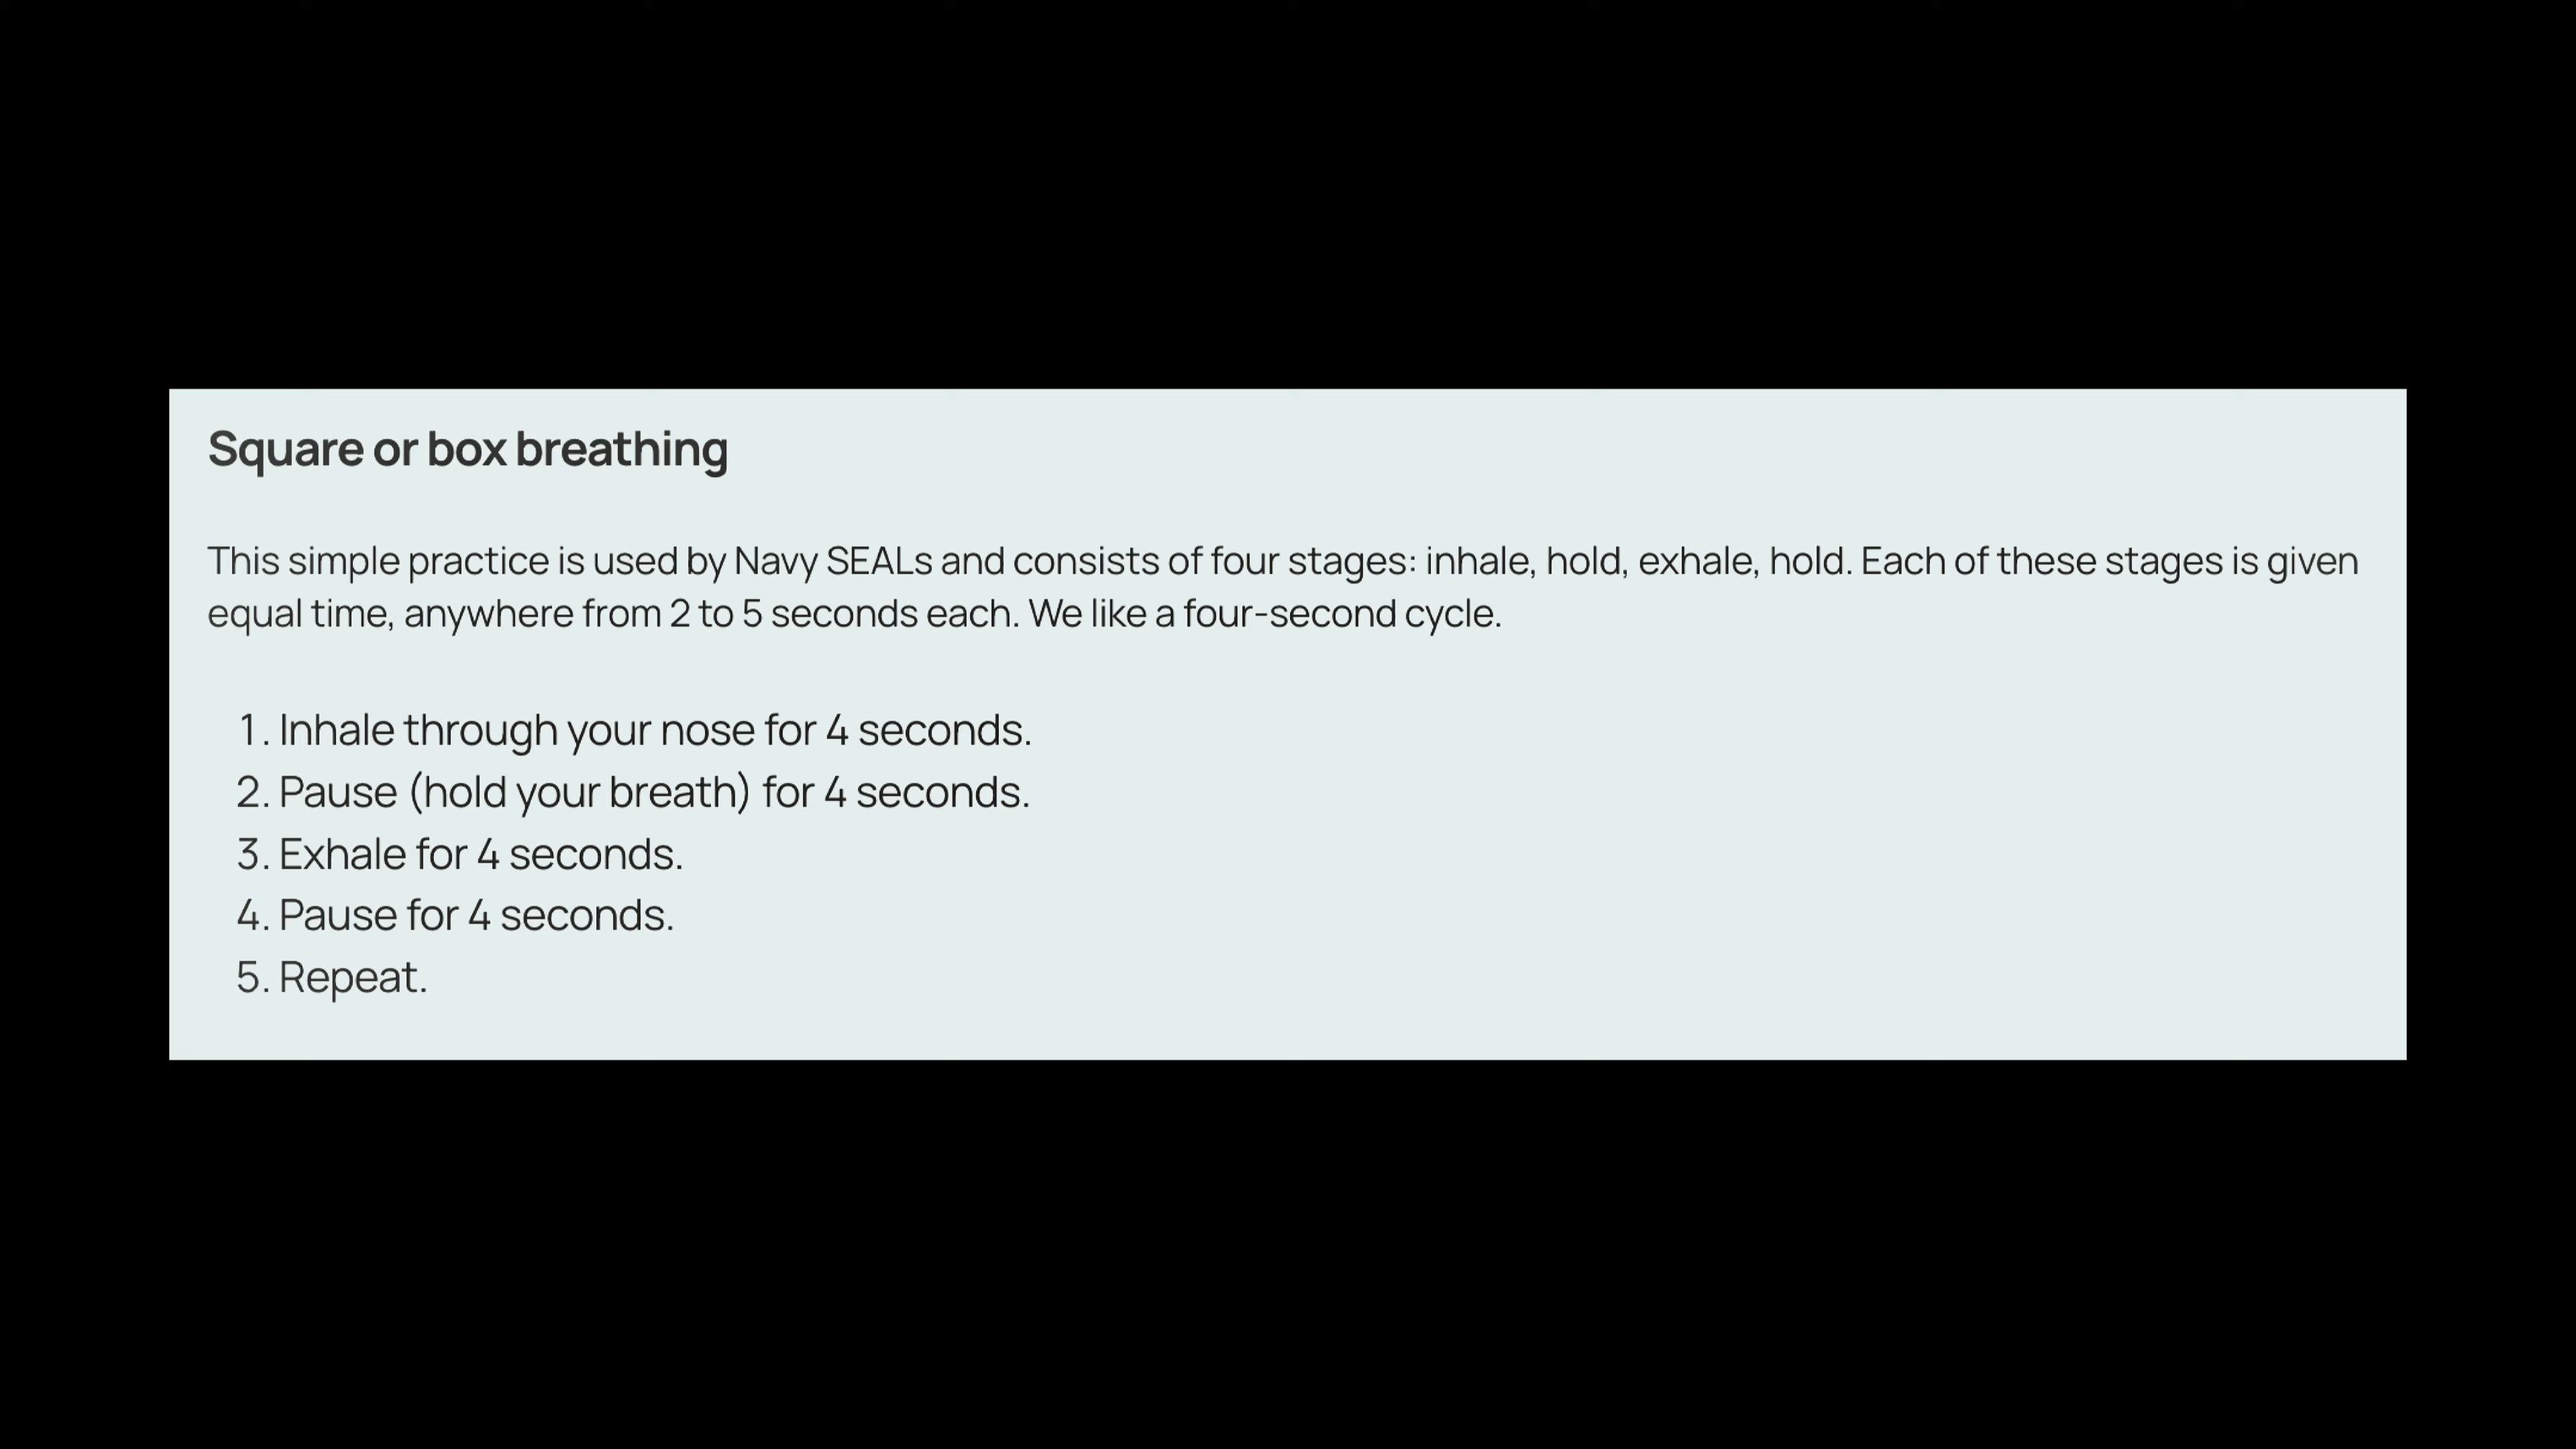 Square or box breathing
This simple practice is used by Navy SEALs and consists of four stages: inhale, hold, exhale, hold. Each of these stages is given
equal time, anywhere from 2 to 5 seconds each. We like a four-second cycle.
1. Inhale through your nose for 4 seconds.
2. Pause (hold your breath) for 4 seconds.
3. Exhale for 4 seconds.
4. Pause for 4 seconds.
5. Repeat.